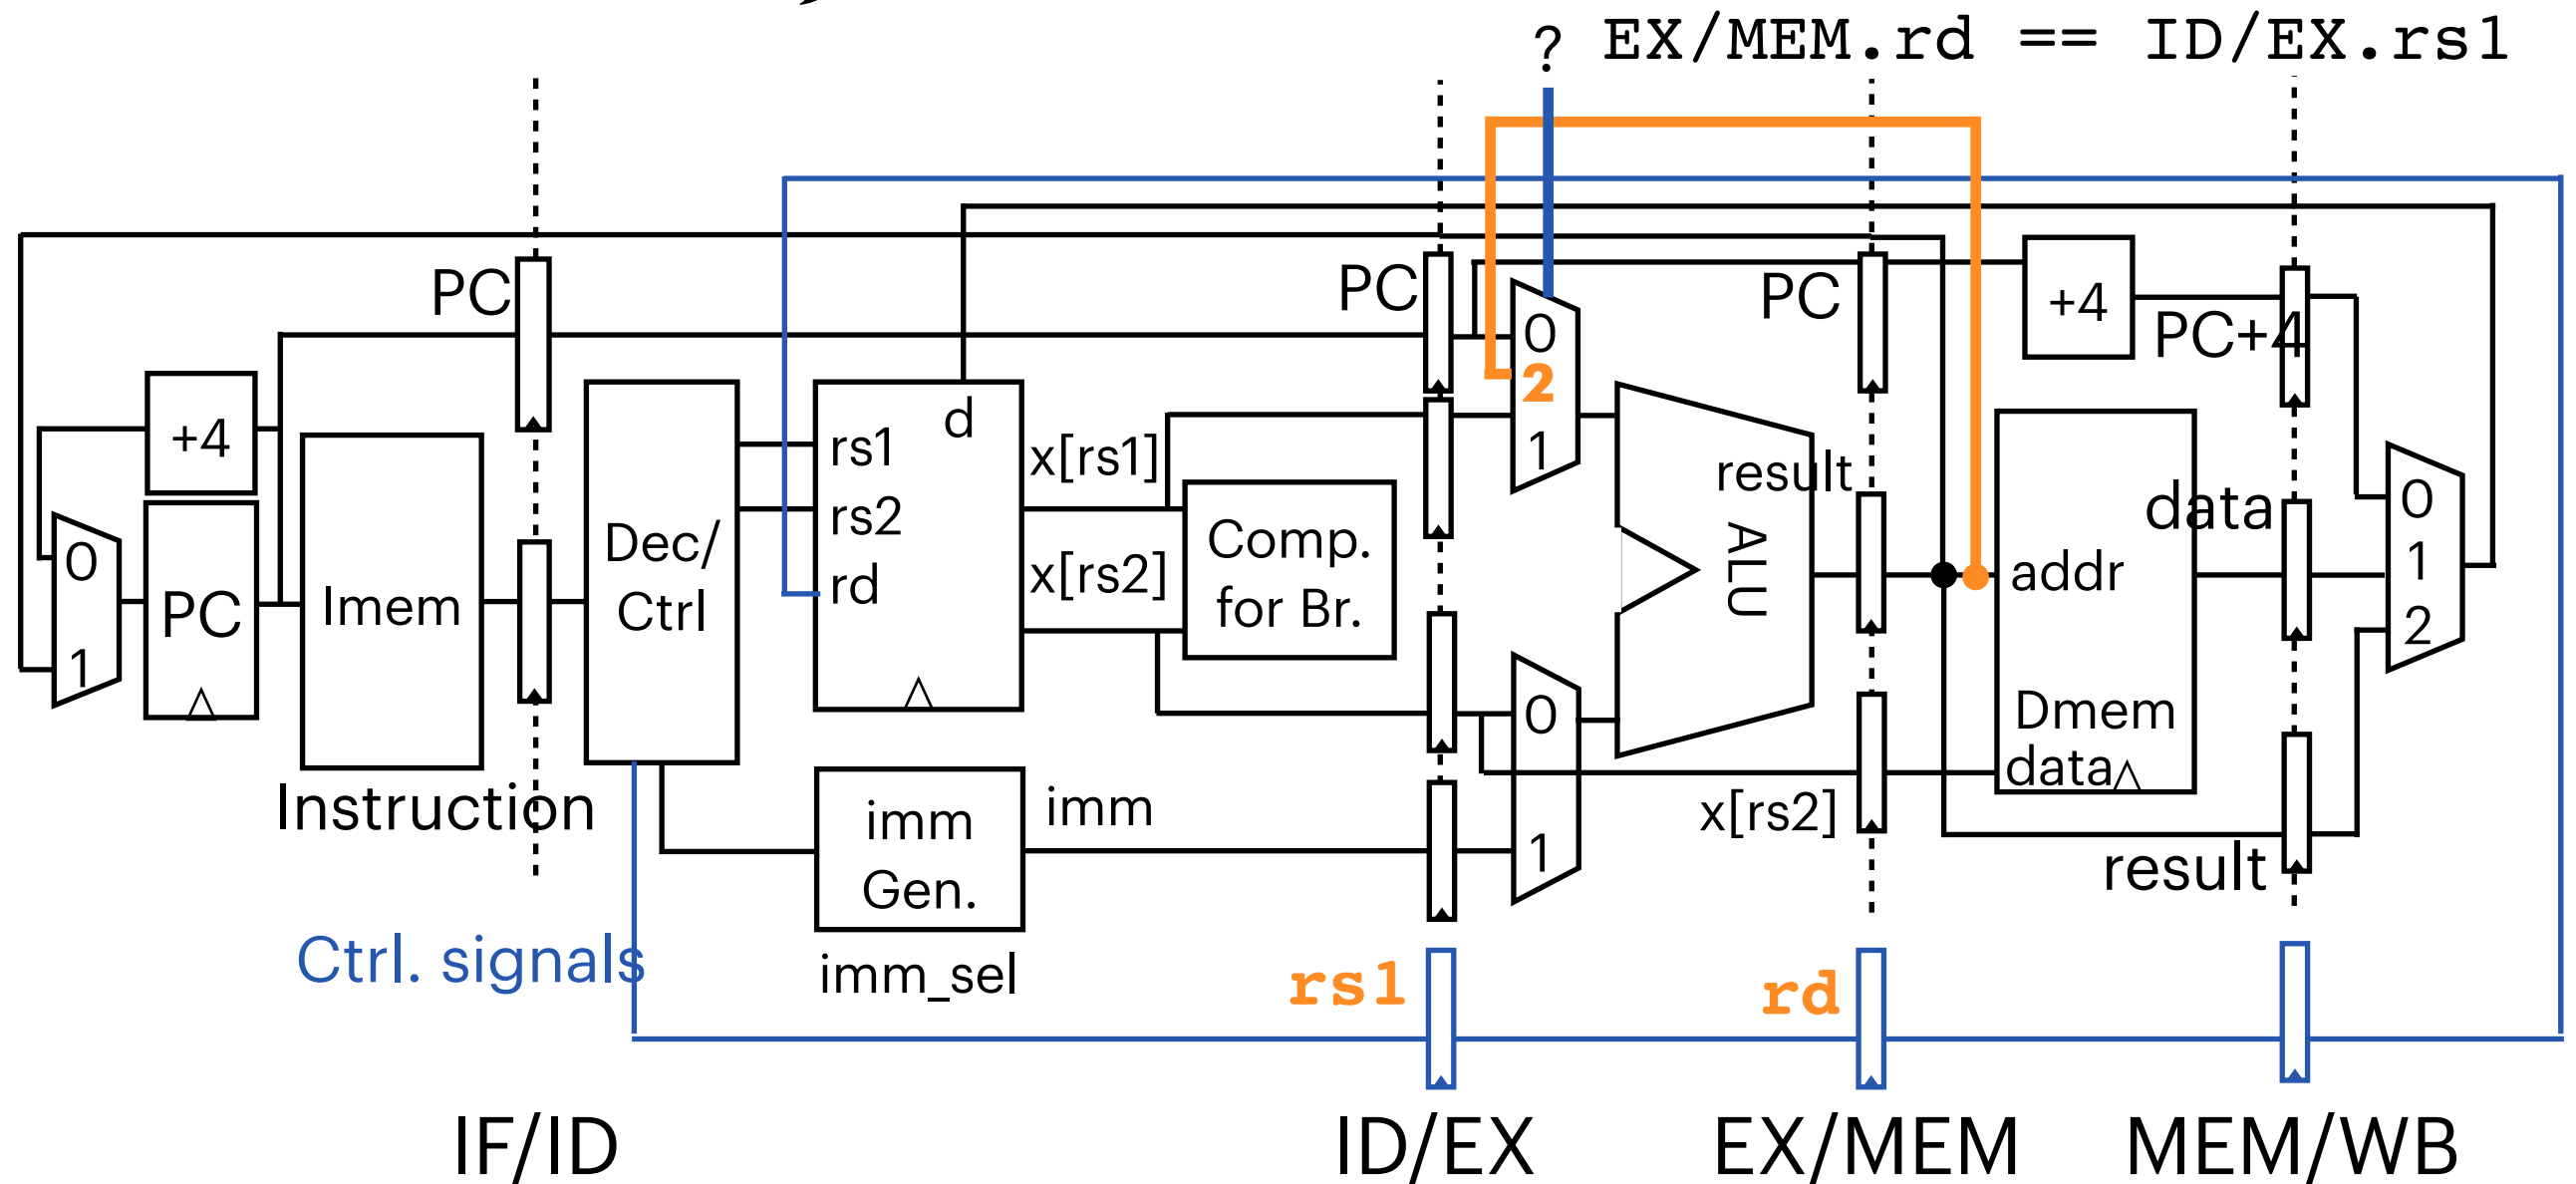 ? EX/MEM.rd == ID/EX.rs1
PC
PC
PC
+4
PC+4
0
2
1
+4
d
rs1
rs2
rd
x[rs1]
x[rs2]
Comp.
for Br.
result
ALU
data
addr
Dmem
data
0
1
2
0
1
PC
Imem
Dec/
Ctrl
0
1
x[rs2]
result
Instruction
imm
Gen.
imm
imm_sel
Ctrl. signals
rs1
rd
IF/ID
ID/EX
EX/MEM
MEM/WB